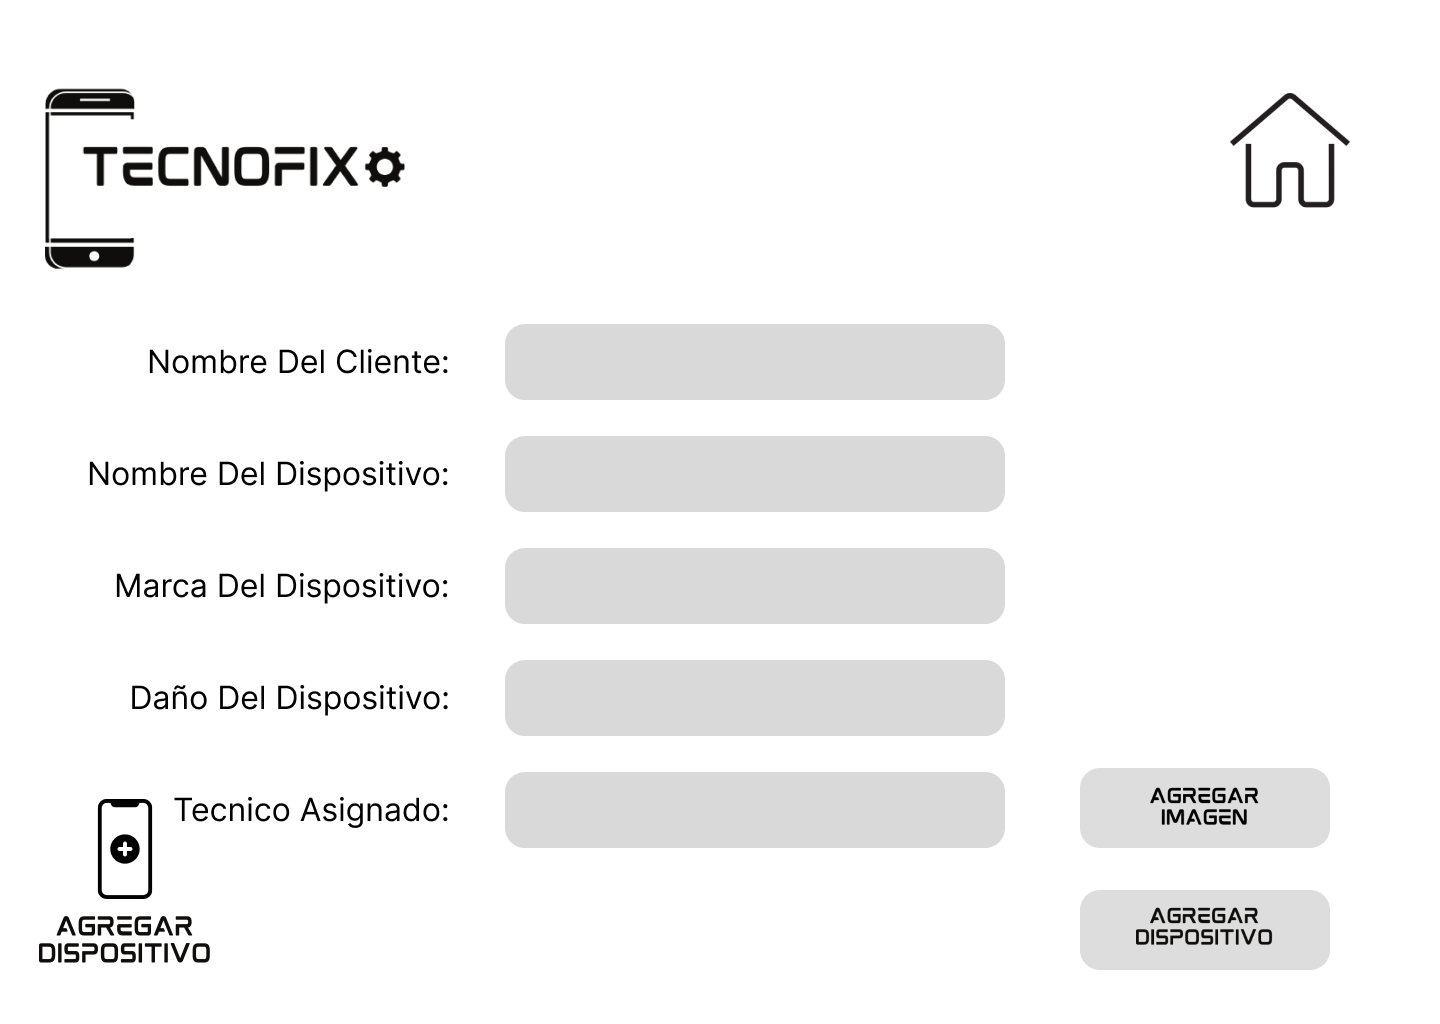 TECNOFIX
Nombre Del Cliente:
Nombre Del Dispositivo:
Marca Del Dispositivo:
Daño Del Dispositivo:
Tecnico Asignado:
AGREGAR
IMAGEN
AGREGAR
DISPOSITIVO
AGREGAR
DISPOSITIVO